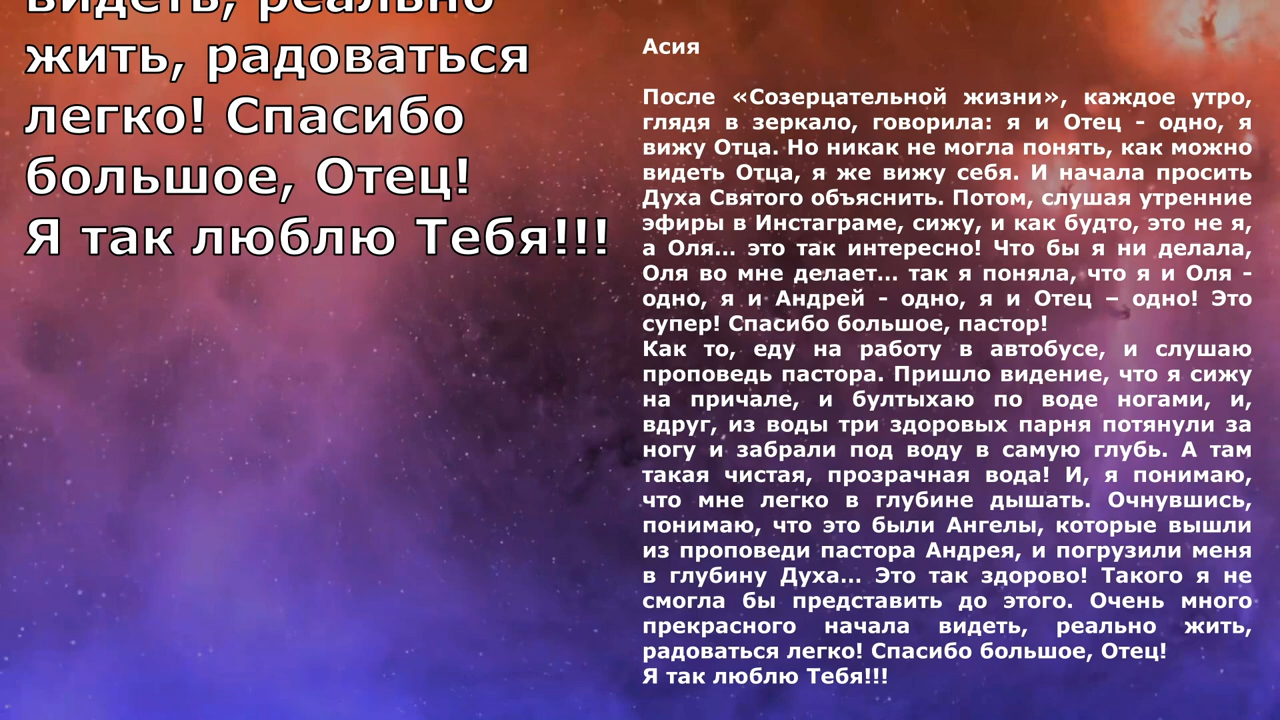 видеть, реально
жить, радоваться
легко! Спасибо
большое, Отец!
Я так люблю Тебя!!!
Асия
После «Созерцательной жизни», каждое утро,
глядя в зеркало, говорила: я и Отец - одно, я
вижу Отца. Но никак не могла понять, как можно
видеть Отца, я же вижу себя. И начала просить
Духа Святого объяснить. Потом, слушая утренние
эфиры в Инстаграме, сижу, и как будто, это не я,
а Оля... это так интересно! Что бы я ни делала,
Оля во мне делает... так я поняла, что я и Оля -
одно, я и Андрей - одно, я и Отец – одно! Это
супер! Спасибо большое, пастор!
Как то, еду на работу в автобусе, и слушаю
проповедь пастора. Пришло видение, что я сижу
на причале, и бултыхаю по воде ногами, и,
вдруг, из воды три здоровых парня потянули за
ногу и забрали под воду в самую глубь. А там
такая чистая, прозрачная вода! И, я понимаю,
что мне легко в глубине дышать. Очнувшись,
понимаю, что это были Ангелы, которые вышли
из проповеди пастора Андрея, и погрузили меня
в глубину Духа... Это так здорово! Такого я не
смогла бы представить до этого. Очень много
прекрасного начала видеть, реально жить,
радоваться легко! Спасибо большое, Отец!
Я так люблю Тебя!!!